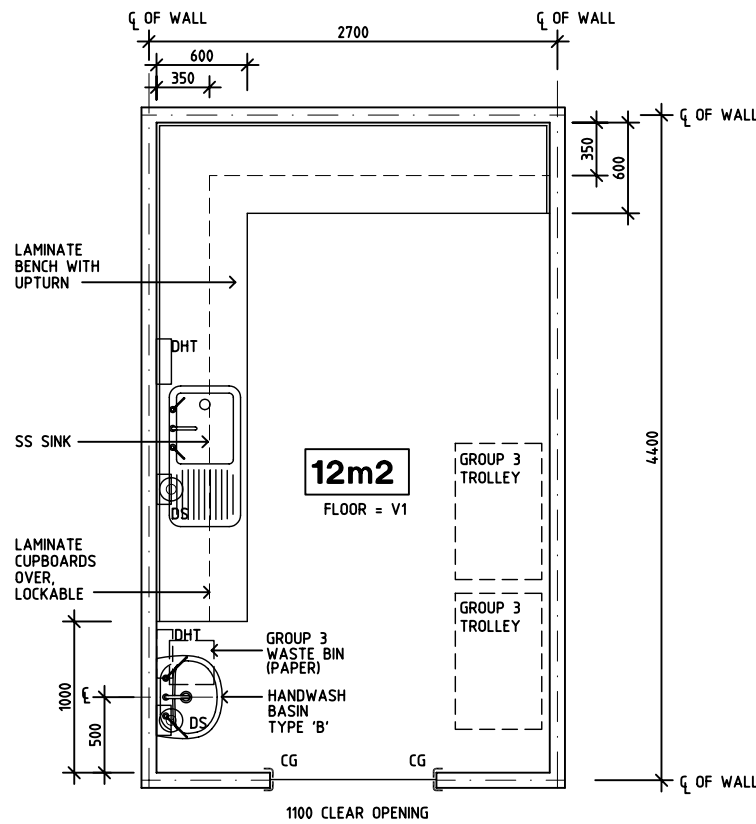 ℄ OF WALL
℄ OF WALL
2700
600
350
℄ OF WALL
350
600
LAMINATE
BENCH WITH
UPTURN
DHT
SS SINK
4400
12m2
FLOOR = V1
GROUP 3
TROLLEY
DS
LAMINATE
CUPBOARDS
OVER,
LOCKABLE
GROUP 3
TROLLEY
DHT
GROUP 3
WASTE BIN
(PAPER)
1000
℄
500
HANDWASH
BASIN
TYPE 'B'
DS
CG
CG
℄ OF WALL
1100 CLEAR OPENING